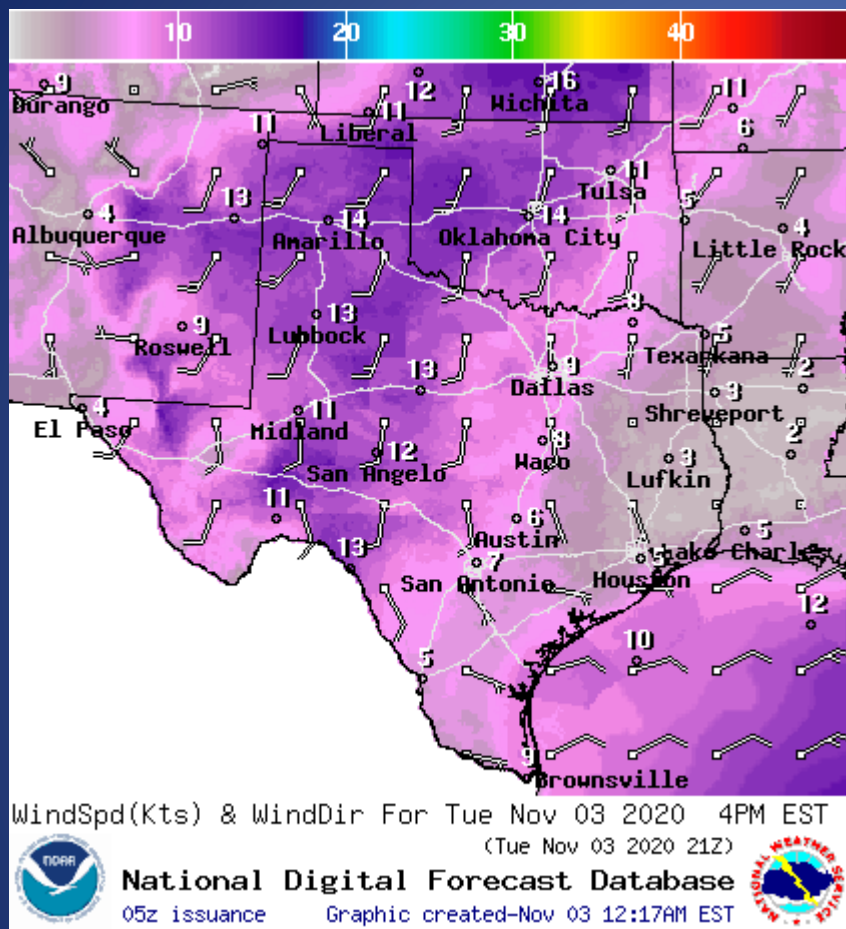 10 20 30 40
9 12 16 11
Durango Wichita
11 11 6
Liberal
13 11
Tulsa
4 14 14 5 4
Albuquerque Amarillo Oklahoma City Little Rock
9 13 8 5
Roswell Lubbock Texarkana
13 9 2
Dallas
4 11 3
El Paso Midland Shreveport
12 8 3 2
San Angelo Waco Lufkin
11 6 5
Austin Lake Charles
13 7 5
San Antonio Houston
12
5 10
9
Brownsville
WindSpd(Kts) & WindDir For Tue Nov 03 2020 4PM EST
(Tue Nov 03 2020 21Z)
NOAA
National Digital Forecast Database
05z issuance Graphic created-Nov 03 12:17AM EST
NATIONAL WEATHER SERVICE